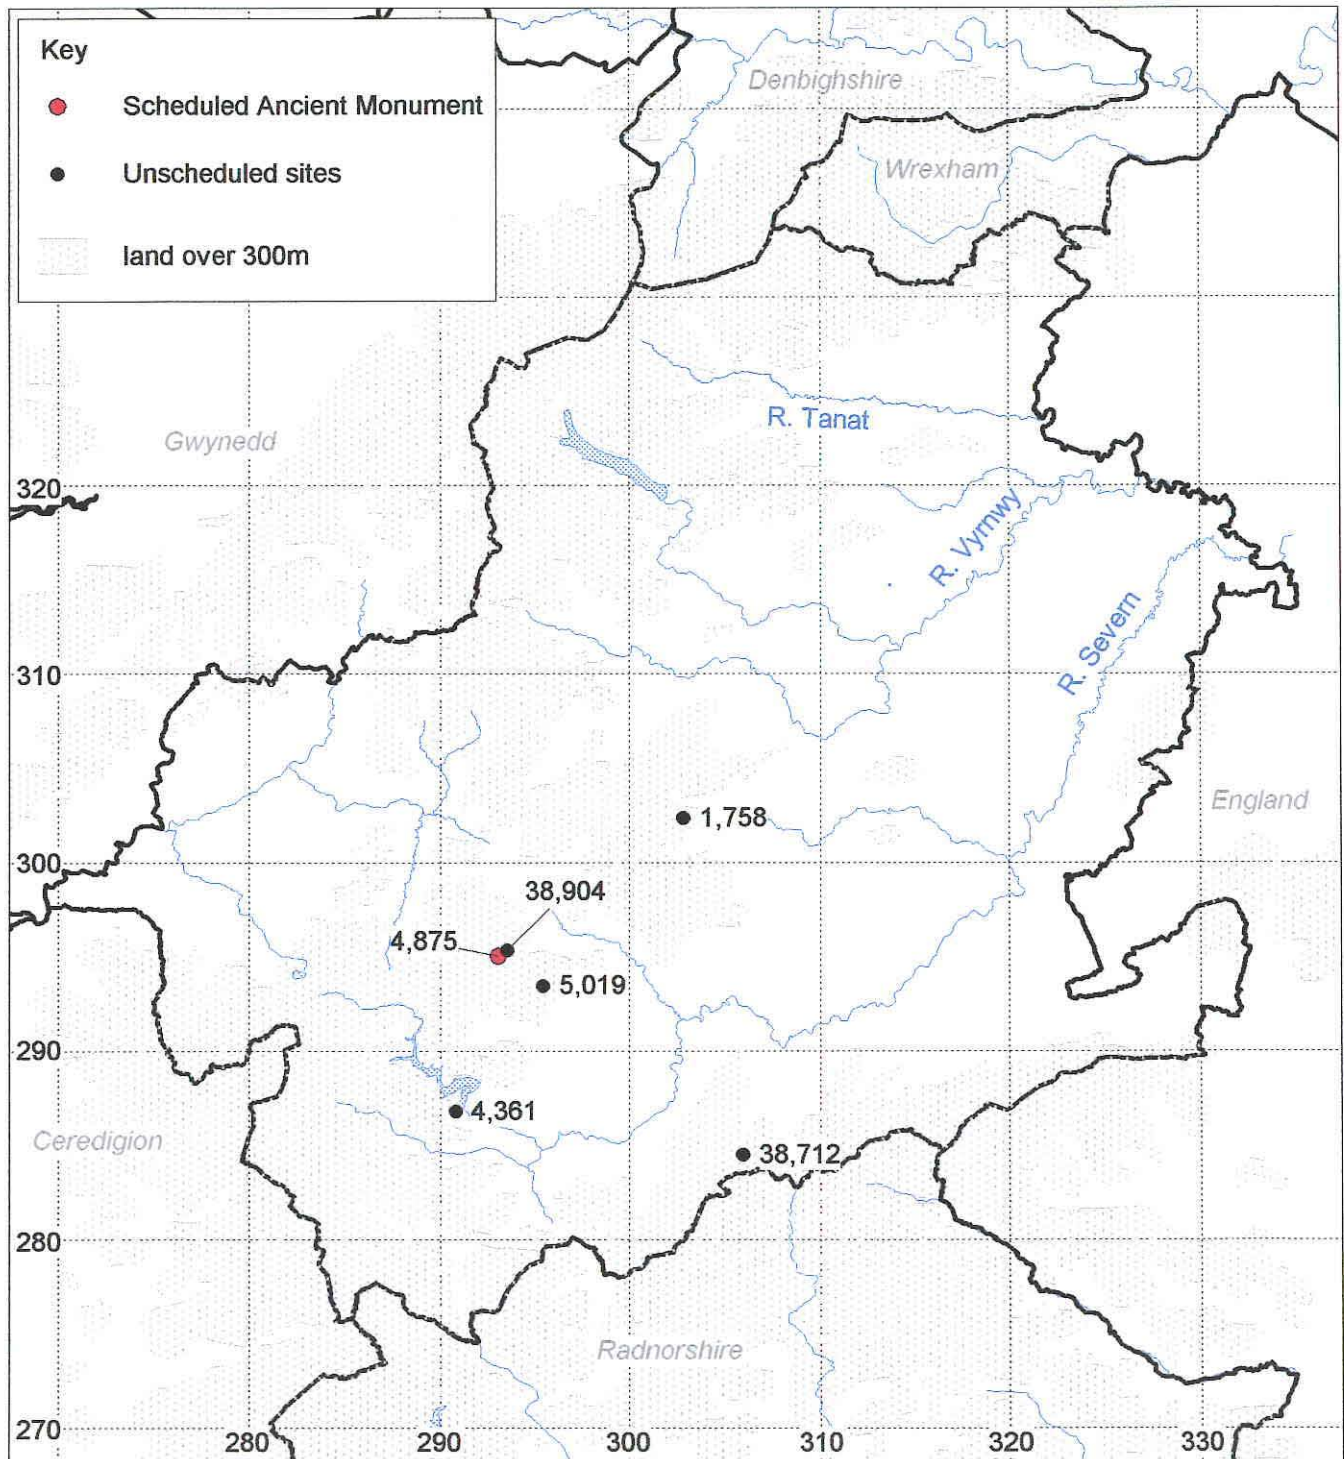 Key
Scheduled Ancient Monument
Unscheduled sites
land over 300m
Denbighshire
Wrexham
R. Tanat
Gwynedd
320
R. Vyrnwy
R. Severn
310
England
1,758
300
38,904
4,875
5,019
290
4,361
Ceredigion
38,712
280
Radnorshire
270
280
290
300
310
320
330